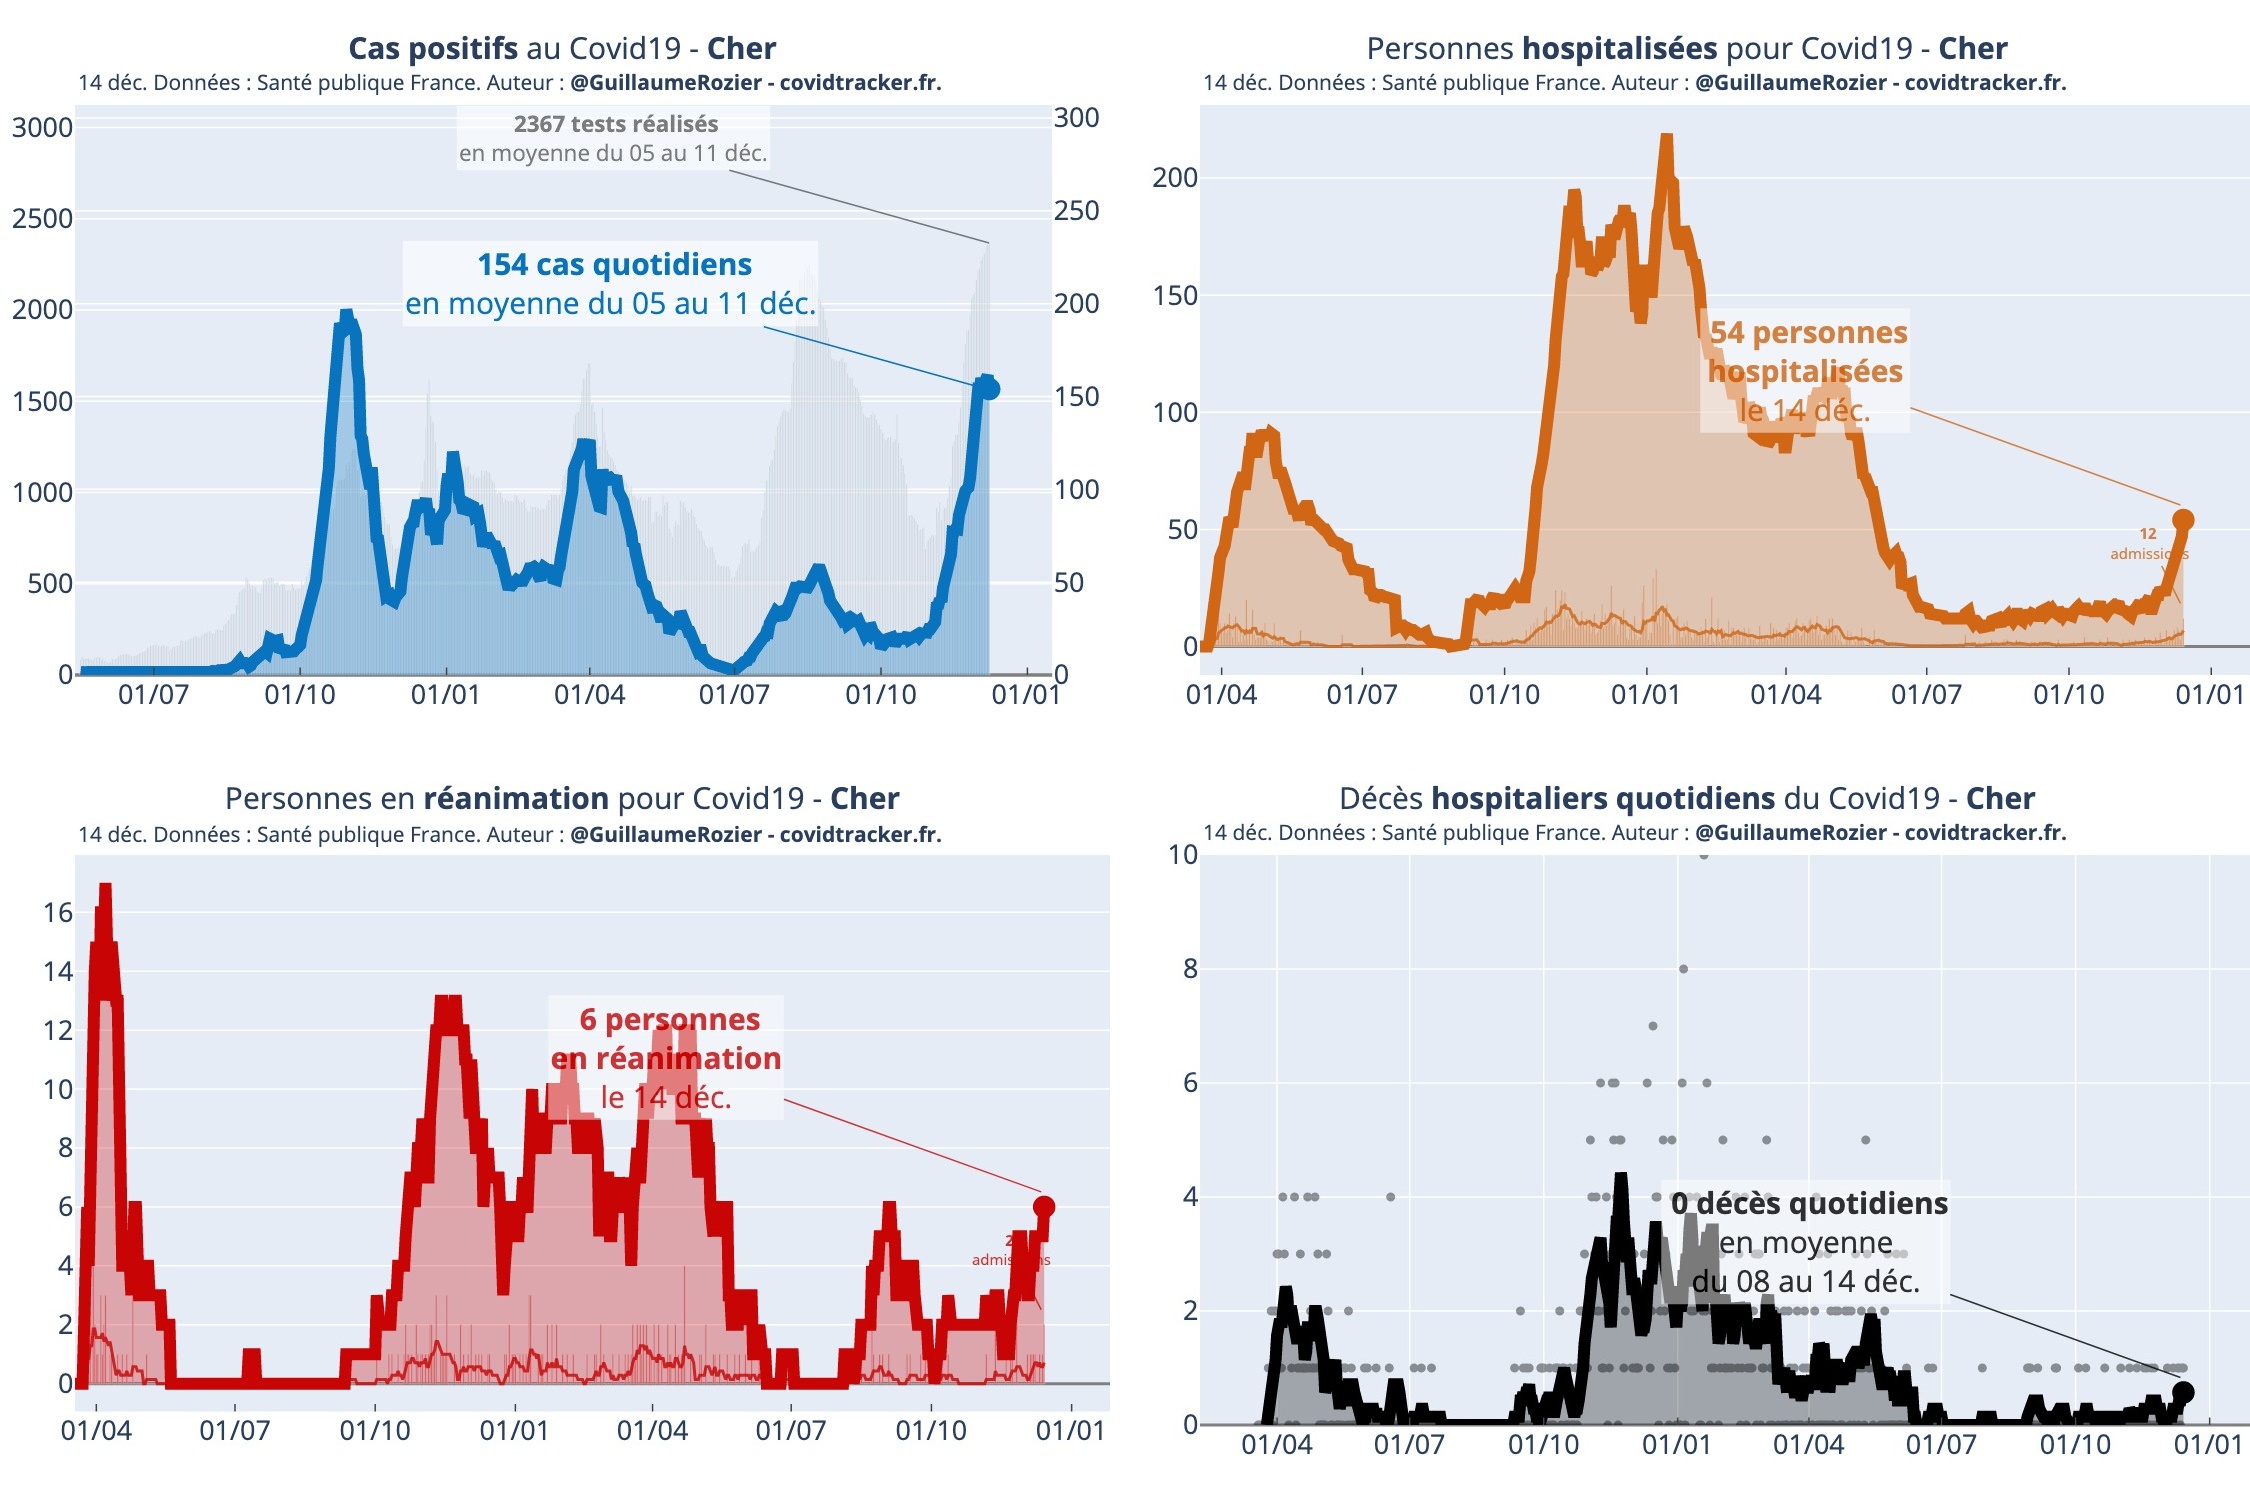 Cas positifs au Covid19 - Cher
14 déc. Données : Santé publique France. Auteur : @GuillaumeRozier - covidtracker.fr.
2367 tests réalisés
en moyenne du 05 au 11 déc.
154 cas quotidiens
en moyenne du 05 au 11 déc.
3000
2500
2000
1500
1000
500
0
300
250
200
150
100
50
0
01/07 01/10 01/01 01/04 01/07 01/10 01/01
Personnes hospitalisées pour Covid19 - Cher
14 déc. Données : Santé publique France. Auteur : @GuillaumeRozier - covidtracker.fr.
200
150
100
50
0
54 personnes
hospitalisées
le 14 déc.
12
admissions
01/04 01/07 01/10 01/01 01/04 01/07 01/10 01/01
Personnes en réanimation pour Covid19 - Cher
14 déc. Données : Santé publique France. Auteur : @GuillaumeRozier - covidtracker.fr.
16
14
12
10
8
6
4
2
0
6 personnes
en réanimation
le 14 déc.
2
admissions
01/04 01/07 01/10 01/01 01/04 01/07 01/10 01/01
Décès hospitaliers quotidiens du Covid19 - Cher
14 déc. Données : Santé publique France. Auteur : @GuillaumeRozier - covidtracker.fr.
10
8
6
4
2
0
0 décès quotidiens
en moyenne
du 08 au 14 déc.
01/04 01/07 01/10 01/01 01/04 01/07 01/10 01/01